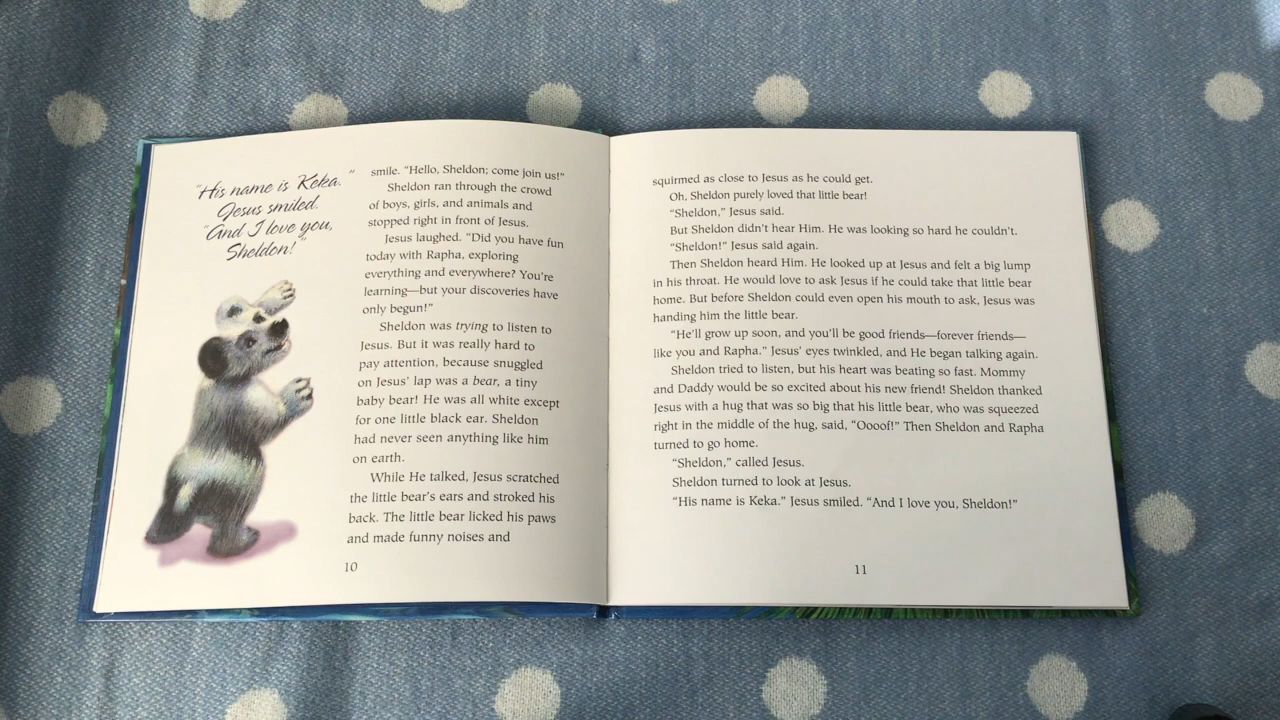 "His name is Keka."
Jesus smiled.
"And I love you,
Sheldon!"
smile. "Hello, Sheldon; come join us!"
Sheldon ran through the crowd
of boys, girls, and animals and
stopped right in front of Jesus.
Jesus laughed. "Did you have fun
today with Rapha, exploring
everything and everywhere? You're
learning—but your discoveries have
only begun!"
Sheldon was trying to listen to
Jesus. But it was really hard to
pay attention, because snuggled
on Jesus' lap was a bear, a tiny
baby bear! He was all white except
for one little black ear. Sheldon
had never seen anything like him
on earth.
While He talked, Jesus scratched
the little bear's ears and stroked his
back. The little bear licked his paws
and made funny noises and
10
squirmed as close to Jesus as he could get.
Oh, Sheldon purely loved that little bear!
"Sheldon," Jesus said.
But Sheldon didn't hear Him. He was looking so hard he couldn't.
"Sheldon!" Jesus said again.
Then Sheldon heard Him. He looked up at Jesus and felt a big lump
in his throat. He would love to ask Jesus if he could take that little bear
home. But before Sheldon could even open his mouth to ask, Jesus was
handing him the little bear.
"He'll grow up soon, and you'll be good friends—forever friends—
like you and Rapha." Jesus' eyes twinkled, and He began talking again.
Sheldon tried to listen, but his heart was beating so fast. Mommy
and Daddy would be so excited about his new friend! Sheldon thanked
Jesus with a hug that was so big that his little bear, who was squeezed
right in the middle of the hug, said, "Oooof!" Then Sheldon and Rapha
turned to go home.
"Sheldon," called Jesus.
Sheldon turned to look at Jesus.
"His name is Keka." Jesus smiled. "And I love you, Sheldon!"
11